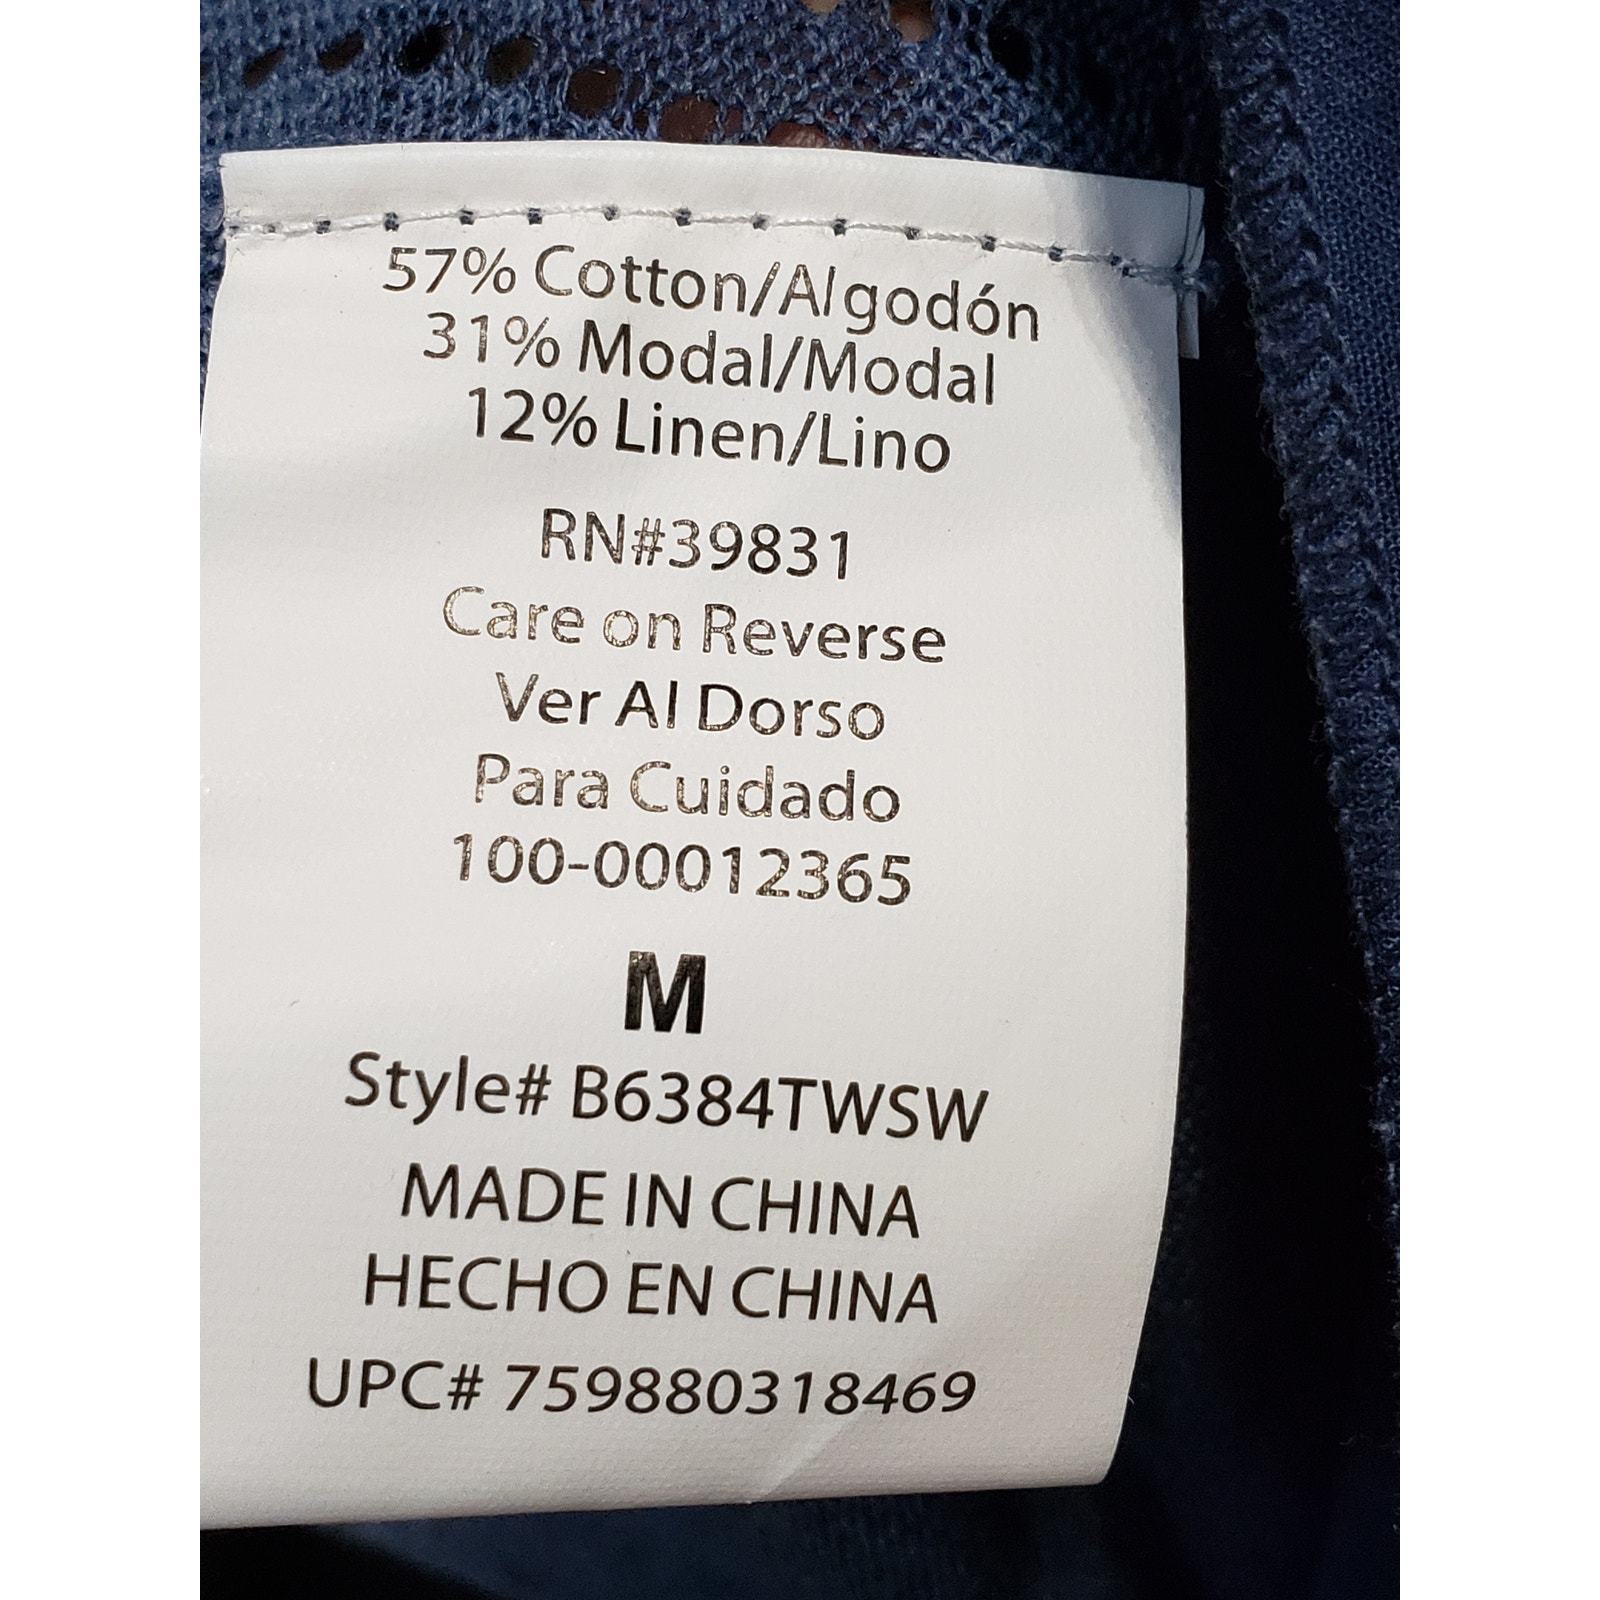 57% Cotton/Algodón
31% Modal/Modal
12% Linen/Lino
RN#39831
Care on Reverse
Ver Al Dorso
Para Cuidado
100-00012365
M
Style# B6384TWSW
MADE IN CHINA
HECHO EN CHINA
UPC# 759880318469